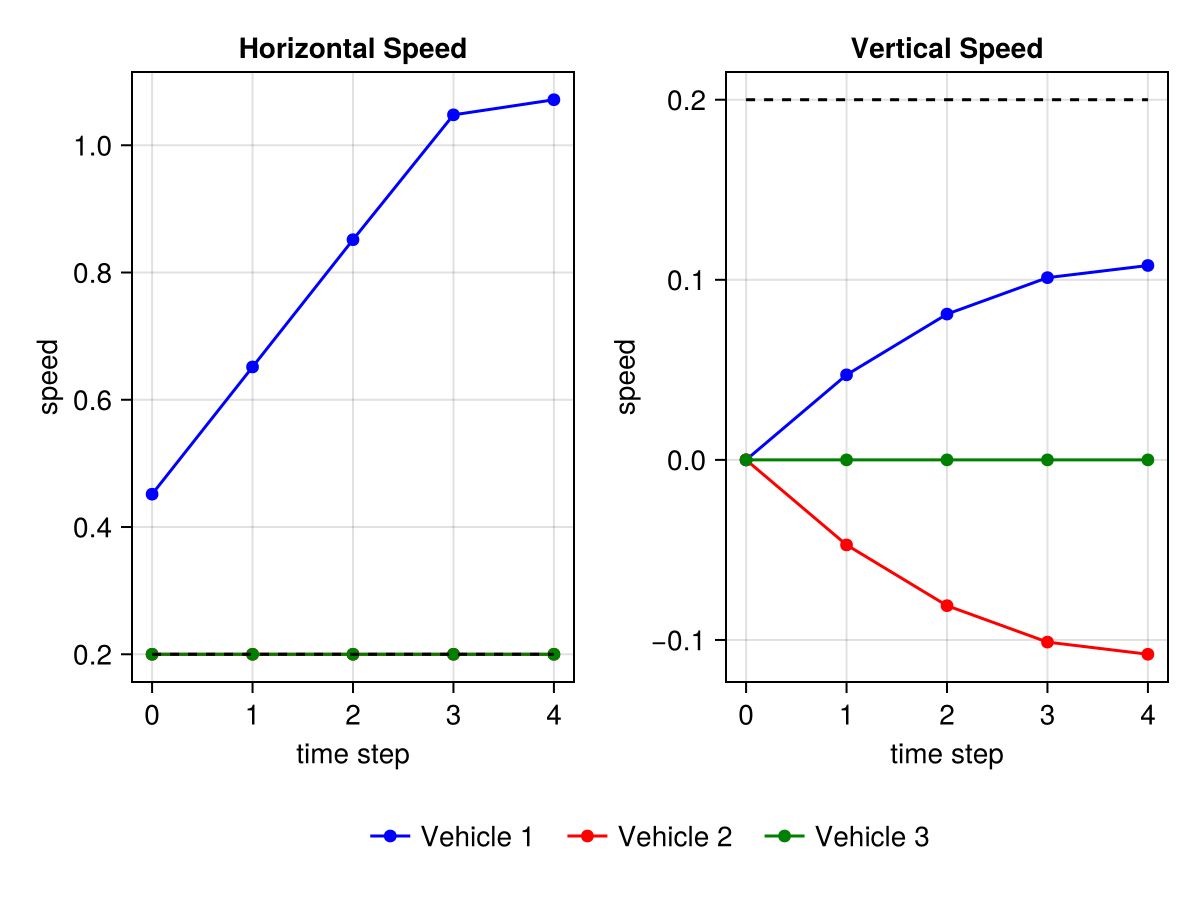 Horizontal Speed
speed
1.0
0.8
0.6
0.4
0.2
0 1 2 3 4
time step
Vertical Speed
speed
0.2
0.1
0.0
−0.1
0 1 2 3 4
time step
Vehicle 1 Vehicle 2 Vehicle 3